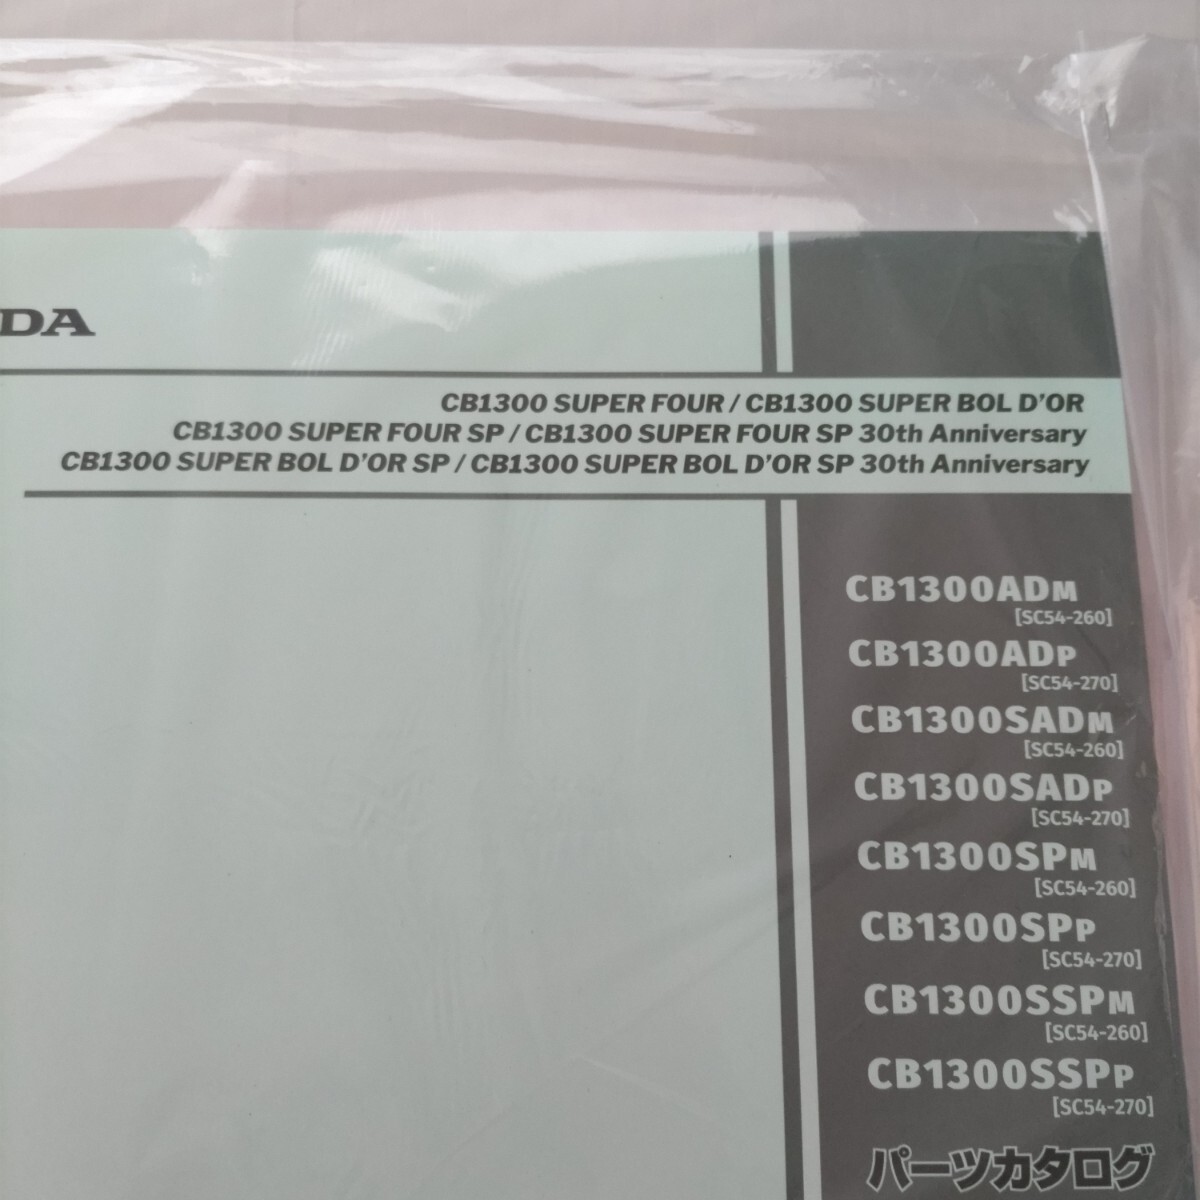 DA
CB1300 SUPER FOUR / CB1300 SUPER BOL D'OR
CB1300 SUPER FOUR SP / CB1300 SUPER FOUR SP 30th Anniversary
CB1300 SUPER BOL D'OR SP / CB1300 SUPER BOL D'OR SP 30th Anniversary
CB1300ADM
[SC54-260]
CB1300ADP
[SC54-270]
CB1300SADM
[SC54-260]
CB1300SADP
[SC54-270]
CB1300SPM
[SC54-260]
CB1300SPP
[SC54-270]
CB1300SSPM
[SC54-260]
CB1300SSPP
[SC54-270]
パーツカタログ